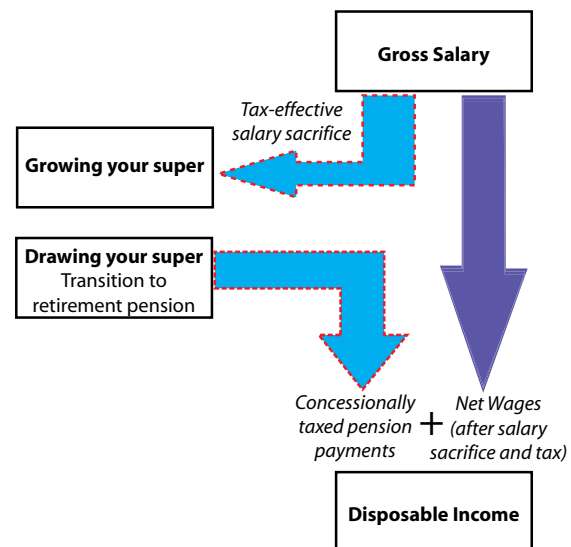 Gross Salary
Tax-effective
salary sacrifice
Growing your super
Drawing your super
Transition to
retirement pension
Concessionally
taxed pension
payments
+
Net Wages
(after salary
sacrifice and tax)
Disposable Income